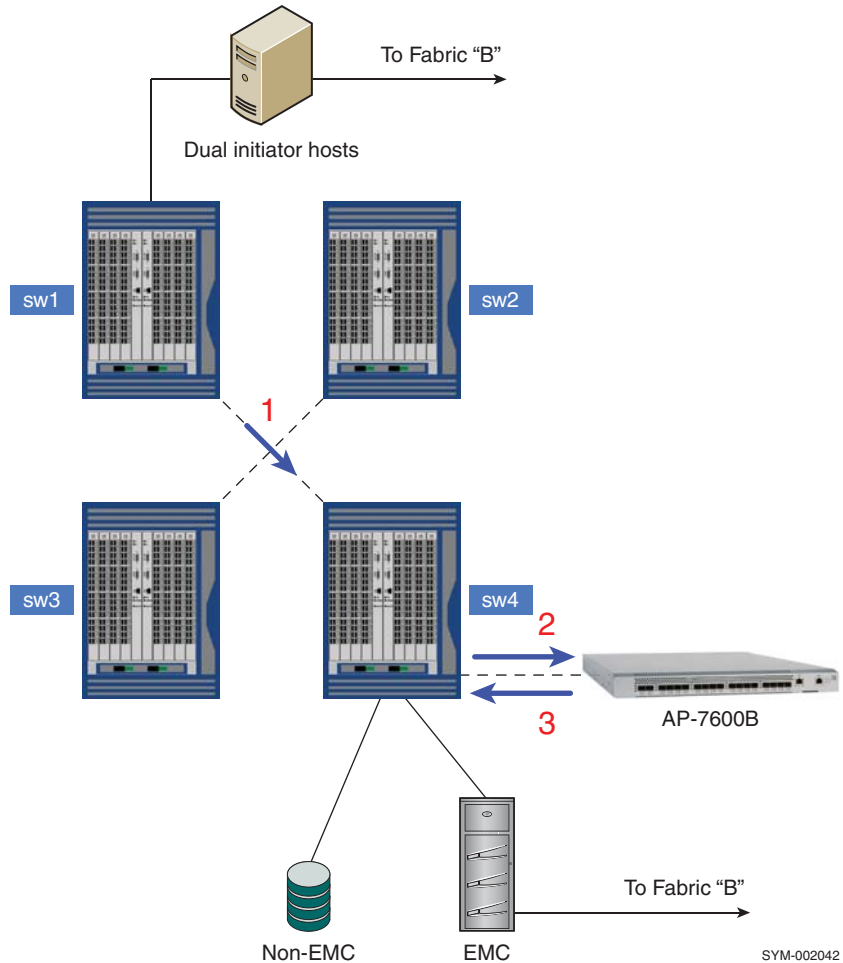 To Fabric “B”
Dual initiator hosts
sw1
sw2
1
sw3
sw4
2
3
AP-7600B
To Fabric “B”
Non-EMC
EMC
SYM-002042